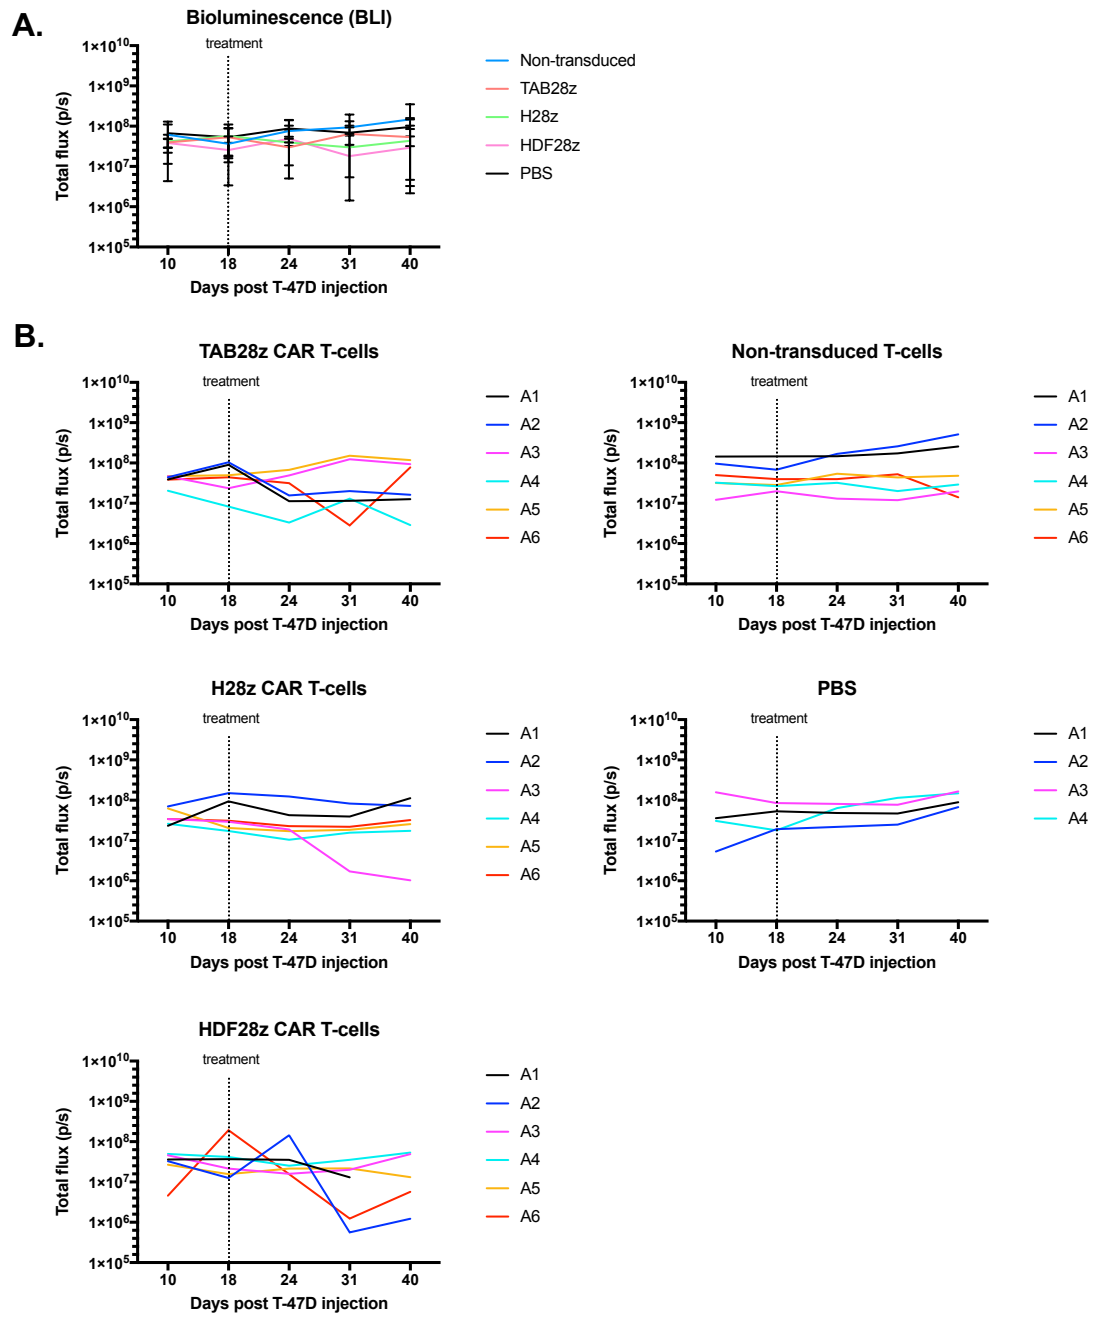 A.
Bioluminescence (BLI)
treatment
1×10¹⁰
1×10⁹
1×10⁸
1×10⁷
1×10⁶
1×10⁵
Total flux (p/s)
10 18 24 31 40
Days post T-47D injection
Non-transduced
TAB28z
H28z
HDF28z
PBS
B.
TAB28z CAR T-cells
treatment
1×10¹⁰
1×10⁹
1×10⁸
1×10⁷
1×10⁶
1×10⁵
Total flux (p/s)
10 18 24 31 40
Days post T-47D injection
A1
A2
A3
A4
A5
A6
Non-transduced T-cells
treatment
1×10¹⁰
1×10⁹
1×10⁸
1×10⁷
1×10⁶
1×10⁵
Total flux (p/s)
10 18 24 31 40
Days post T-47D injection
A1
A2
A3
A4
A5
A6
H28z CAR T-cells
treatment
1×10¹⁰
1×10⁹
1×10⁸
1×10⁷
1×10⁶
1×10⁵
Total flux (p/s)
10 18 24 31 40
Days post T-47D injection
A1
A2
A3
A4
A5
A6
PBS
treatment
1×10¹⁰
1×10⁹
1×10⁸
1×10⁷
1×10⁶
1×10⁵
Total flux (p/s)
10 18 24 31 40
Days post T-47D injection
A1
A2
A3
A4
HDF28z CAR T-cells
treatment
1×10¹⁰
1×10⁹
1×10⁸
1×10⁷
1×10⁶
1×10⁵
Total flux (p/s)
10 18 24 31 40
Days post T-47D injection
A1
A2
A3
A4
A5
A6